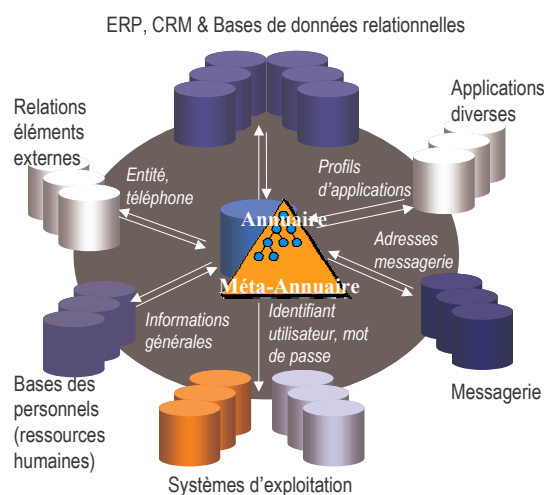 ERP, CRM & Bases de données relationnelles
Relations
éléments
externes
Applications
diverses
Entité,
téléphone
Profils
d'applications
Annuaire
Adresses
messagerie
Méta-Annuaire
Informations
générales
Identifiant
utilisateur, mot
de passe
Bases des
personnels
(ressources
humaines)
Messagerie
Systèmes d'exploitation